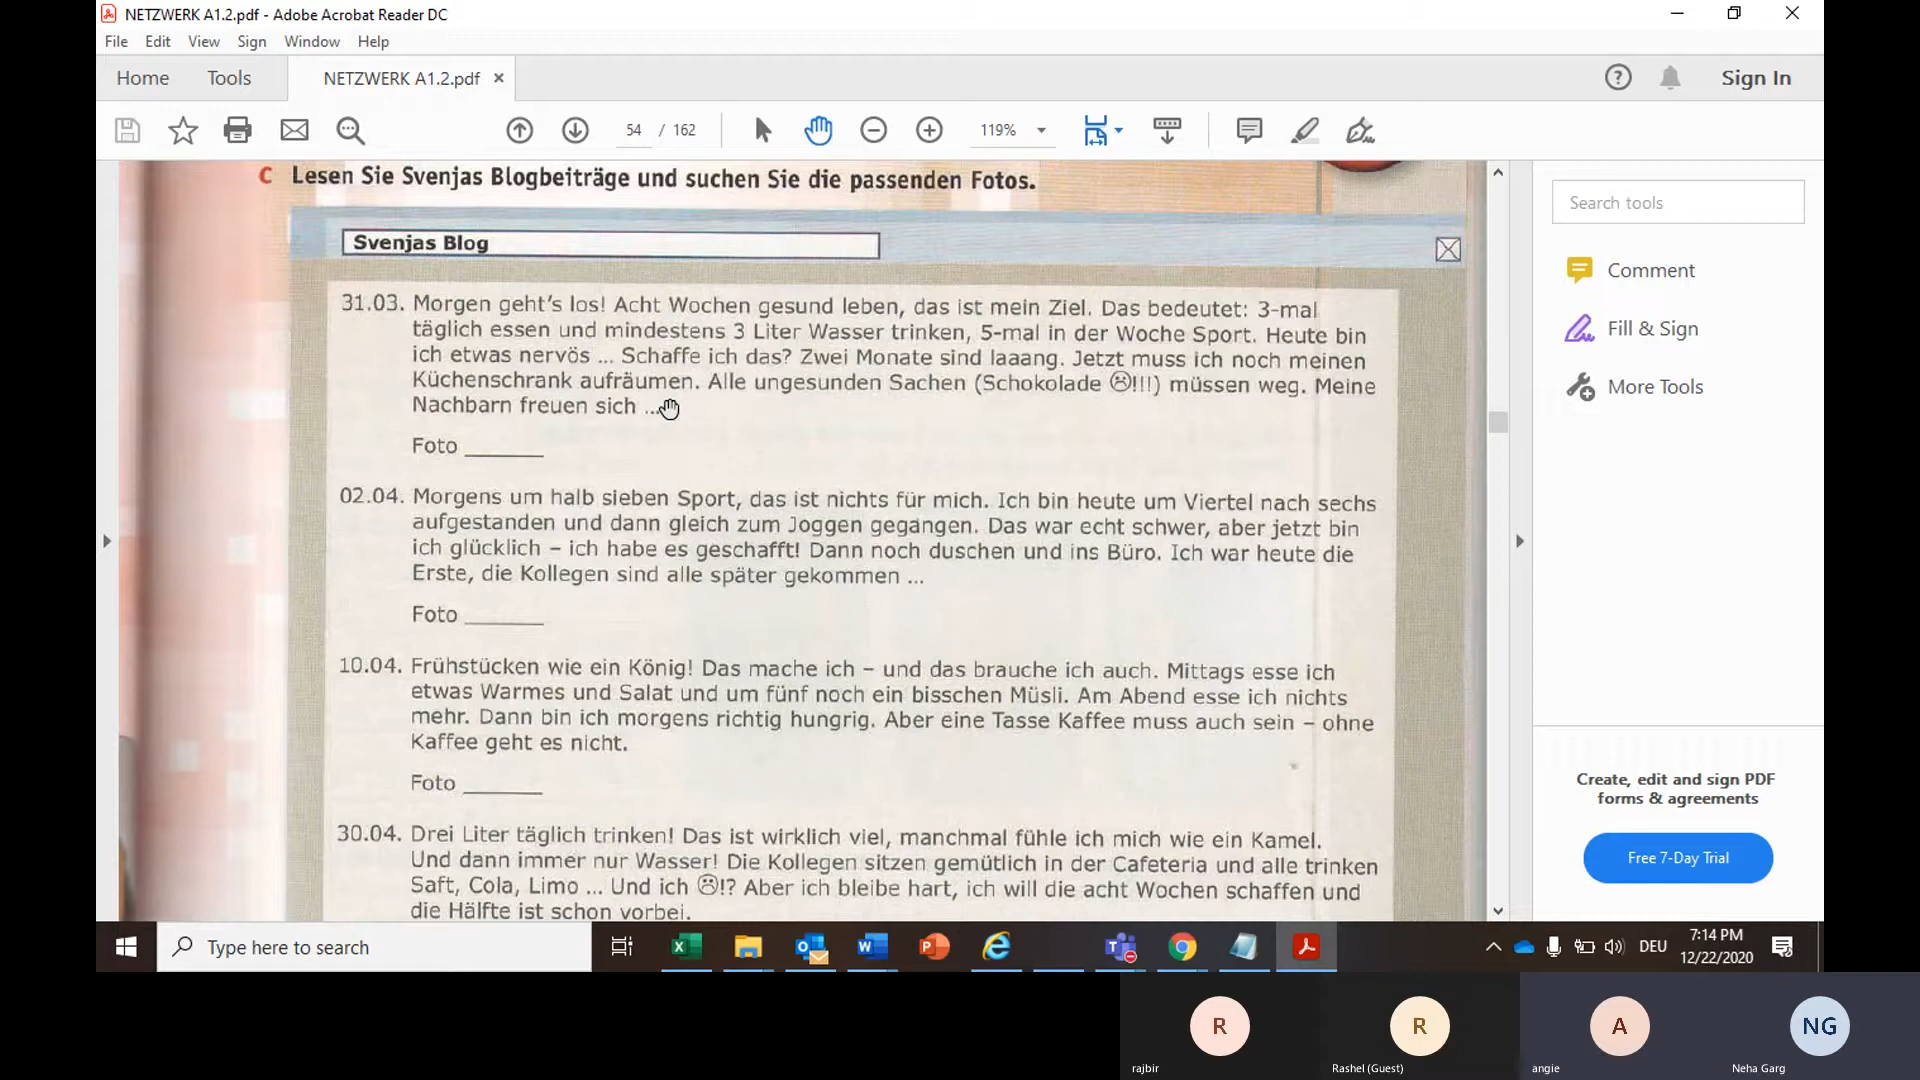 NETZWERK A1.2.pdf - Adobe Acrobat Reader DC
File Edit View Sign Window Help
Home Tools NETZWERK A1.2.pdf × Sign In
54 / 162 119%
C Lesen Sie Svenjas Blogbeiträge und suchen Sie die passenden Fotos.
Svenjas Blog
31.03. Morgen geht's los! Acht Wochen gesund leben, das ist mein Ziel. Das bedeutet: 3-mal
täglich essen und mindestens 3 Liter Wasser trinken, 5-mal in der Woche Sport. Heute bin
ich etwas nervös ... Schaffe ich das? Zwei Monate sind laaang. Jetzt muss ich noch meinen
Küchenschrank aufräumen. Alle ungesunden Sachen (Schokolade ☹!!!) müssen weg. Meine
Nachbarn freuen sich ...
Foto ______
02.04. Morgens um halb sieben Sport, das ist nichts für mich. Ich bin heute um Viertel nach sechs
aufgestanden und dann gleich zum Joggen gegangen. Das war echt schwer, aber jetzt bin
ich glücklich – ich habe es geschafft! Dann noch duschen und ins Büro. Ich war heute die
Erste, die Kollegen sind alle später gekommen ...
Foto ______
10.04. Frühstücken wie ein König! Das mache ich – und das brauche ich auch. Mittags esse ich
etwas Warmes und Salat und um fünf noch ein bisschen Müsli. Am Abend esse ich nichts
mehr. Dann bin ich morgens richtig hungrig. Aber eine Tasse Kaffee muss auch sein – ohne
Kaffee geht es nicht.
Foto ______
30.04. Drei Liter täglich trinken! Das ist wirklich viel, manchmal fühle ich mich wie ein Kamel.
Und dann immer nur Wasser! Die Kollegen sitzen gemütlich in der Cafeteria und alle trinken
Saft, Cola, Limo ... Und ich ☹!? Aber ich bleibe hart, ich will die acht Wochen schaffen und
die Hälfte ist schon vorbei.
Search tools
Comment
Fill & Sign
More Tools
Create, edit and sign PDF
forms & agreements
Free 7-Day Trial
Type here to search
DEU
7:14 PM
12/22/2020
R R A NG
rajbir Rashel (Guest) angie Neha Garg